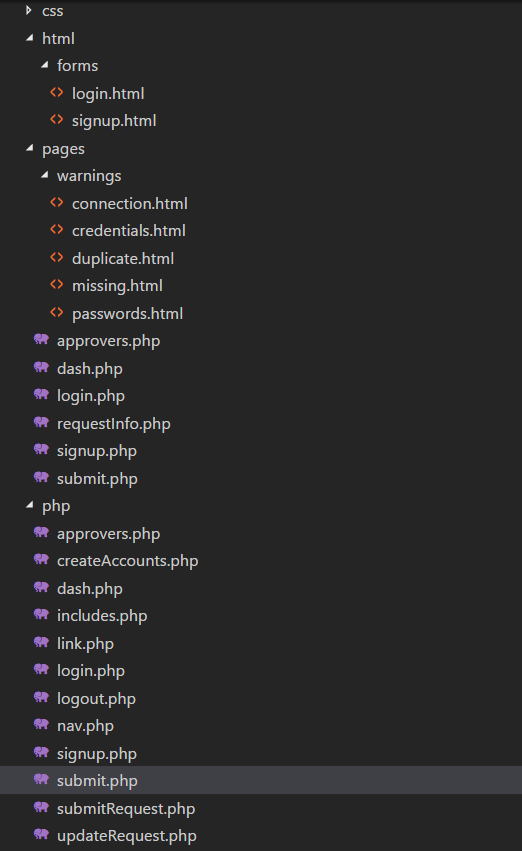 css
html
forms
login.html
signup.html
pages
warnings
connection.html
credentials.html
duplicate.html
missing.html
passwords.html
approvers.php
dash.php
login.php
requestInfo.php
signup.php
submit.php
php
approvers.php
createAccounts.php
dash.php
includes.php
link.php
login.php
logout.php
nav.php
signup.php
submit.php
submitRequest.php
updateRequest.php